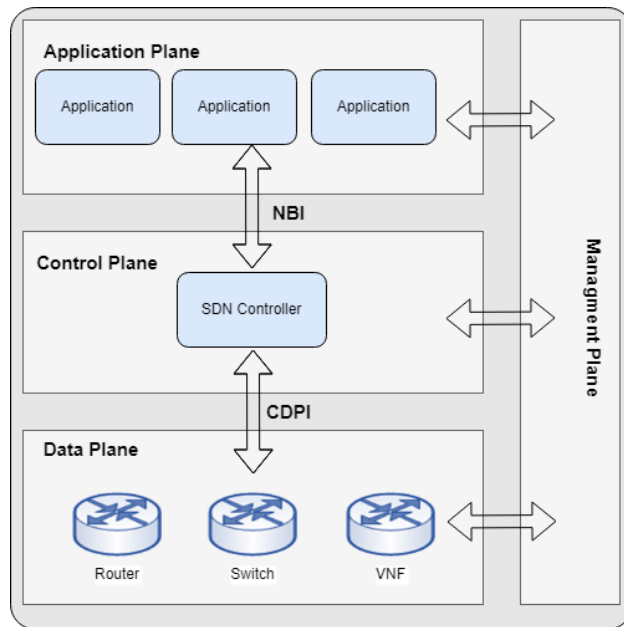 Application Plane
Application
Application
Application
NBI
Control Plane
SDN Controller
CDPI
Data Plane
Router
Switch
VNF
Managment Plane